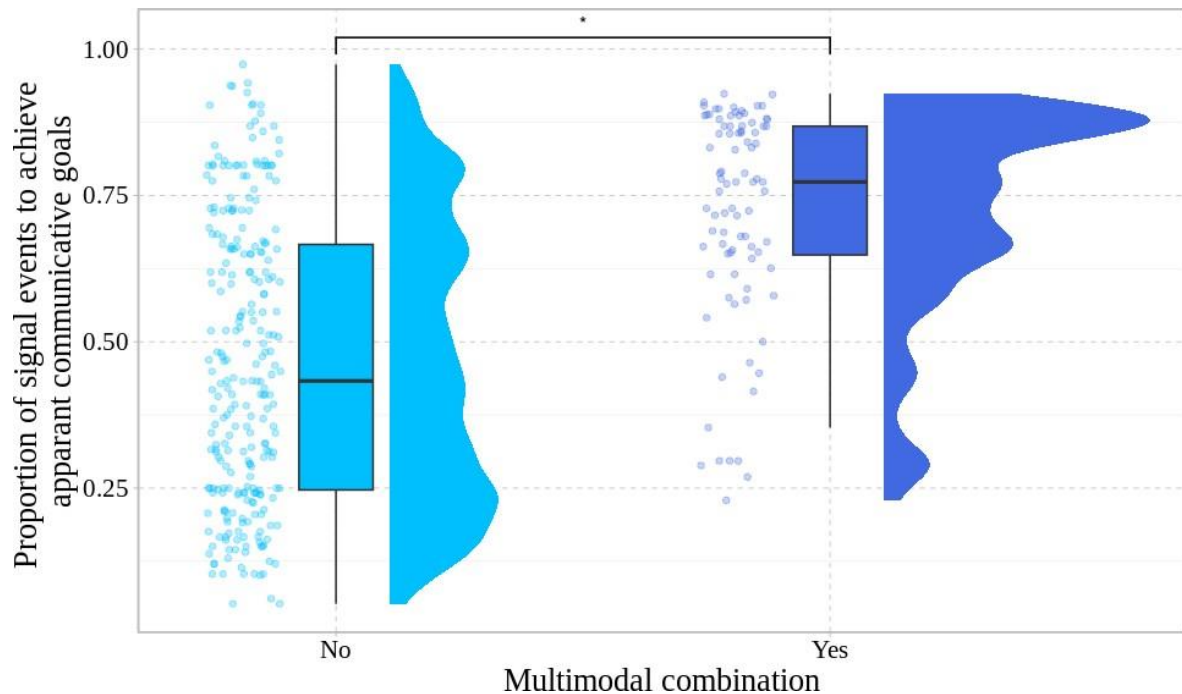 *
1.00
0.75
0.50
0.25
Proportion of signal events to achieve
apparant communicative goals
No
Yes
Multimodal combination